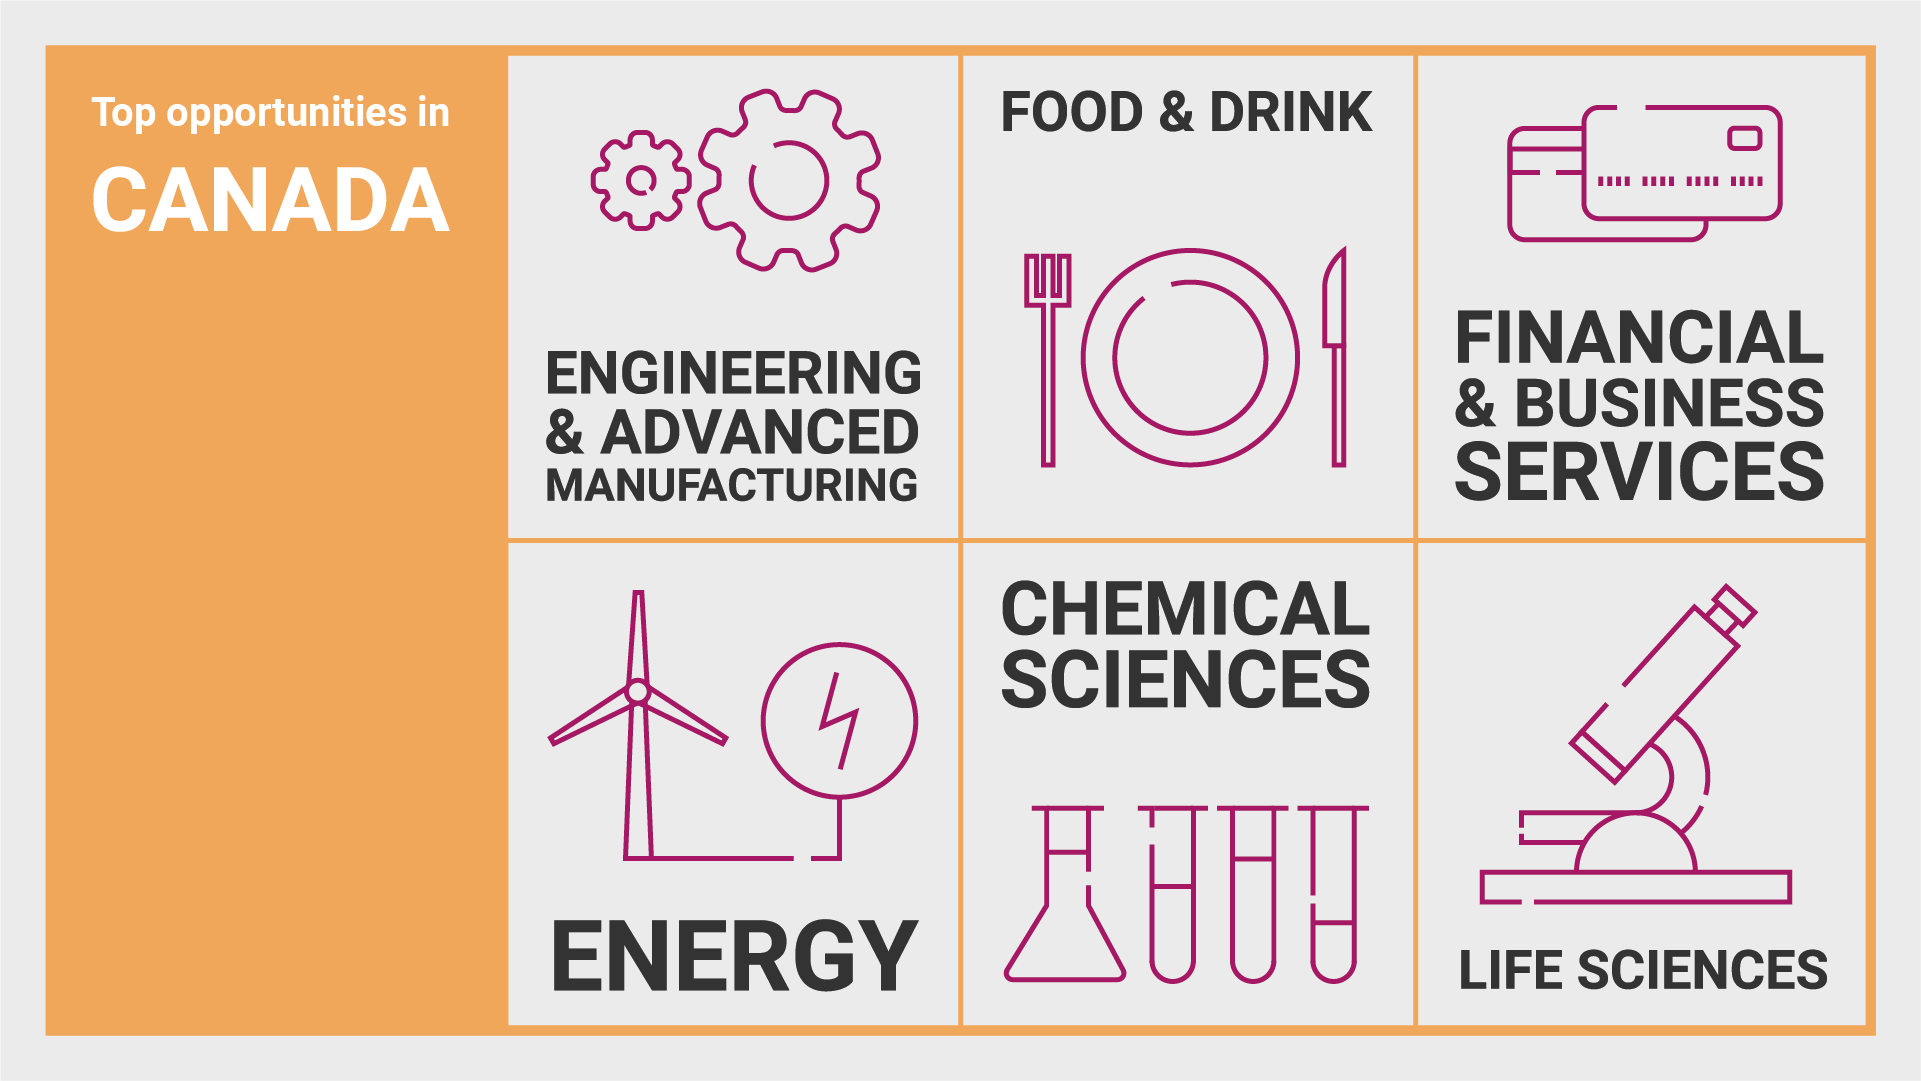 Top opportunities in
CANADA
ENGINEERING
& ADVANCED
MANUFACTURING
FOOD & DRINK
FINANCIAL
& BUSINESS
SERVICES
ENERGY
CHEMICAL
SCIENCES
LIFE SCIENCES